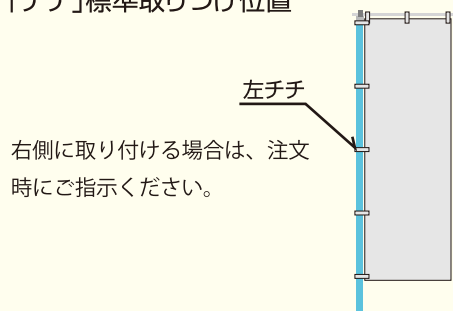 「チチ」標準取りつけ位置
左チチ
右側に取り付ける場合は、注文
時にご指示ください。